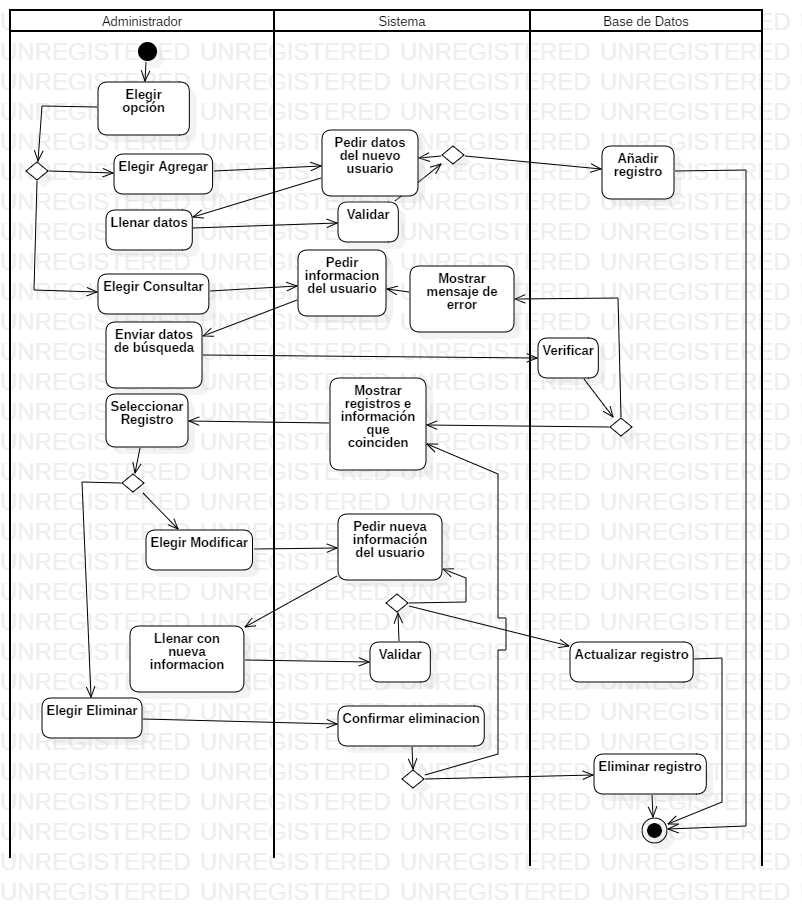 Administrador
Sistema
Base de Datos
Elegir
opción
Elegir Agregar
Pedir datos
del nuevo
usuario
Añadir
registro
Llenar datos
Validar
Elegir Consultar
Pedir
informacion
del usuario
Mostrar
mensaje de
error
Enviar datos
de búsqueda
Verificar
Seleccionar
Registro
Mostrar
registros e
información
que
coinciden
Elegir Modificar
Pedir nueva
información
del usuario
Llenar con
nueva
informacion
Validar
Actualizar registro
Elegir Eliminar
Confirmar eliminacion
Eliminar registro
UNREGISTERED